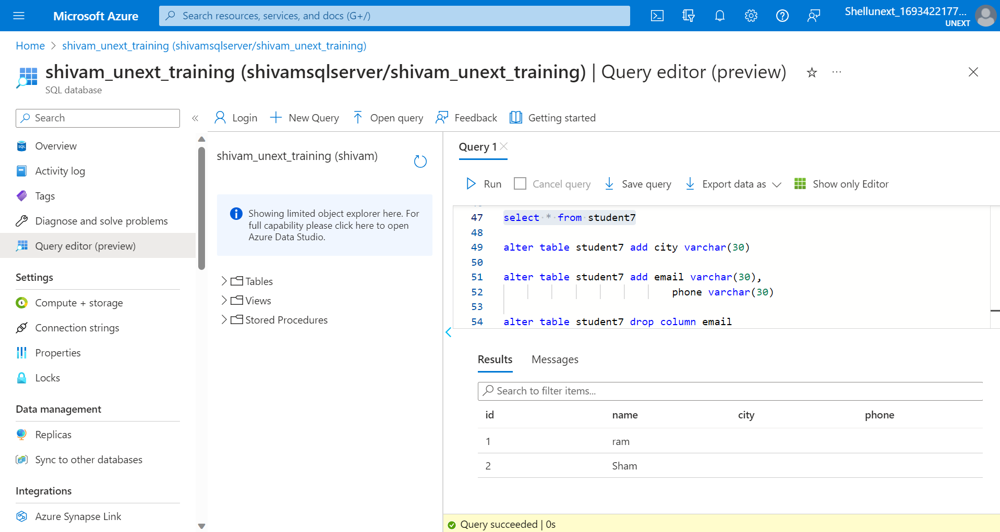 Microsoft Azure
Search resources, services, and docs (G+/)
Shellunext_1693422177...
UNEXT
Home > shivam_unext_training (shivamsqlserver/shivam_unext_training)
shivam_unext_training (shivamsqlserver/shivam_unext_training) | Query editor (preview)
SQL database
Search
Overview
Activity log
Tags
Diagnose and solve problems
Query editor (preview)
Settings
Compute + storage
Connection strings
Properties
Locks
Data management
Replicas
Sync to other databases
Integrations
Azure Synapse Link
Login
New Query
Open query
Feedback
Getting started
shivam_unext_training (shivam)
Showing limited object explorer here. For
full capability please click here to open
Azure Data Studio.
Tables
Views
Stored Procedures
Query 1
Run
Cancel query
Save query
Export data as
Show only Editor
47 select * from student7
48
49 alter table student7 add city varchar(30)
50
51 alter table student7 add email varchar(30),
52 phone varchar(30)
53
54 alter table student7 drop column email
Results
Messages
Search to filter items...
id name city phone
1 ram
2 Sham
Query succeeded | 0s